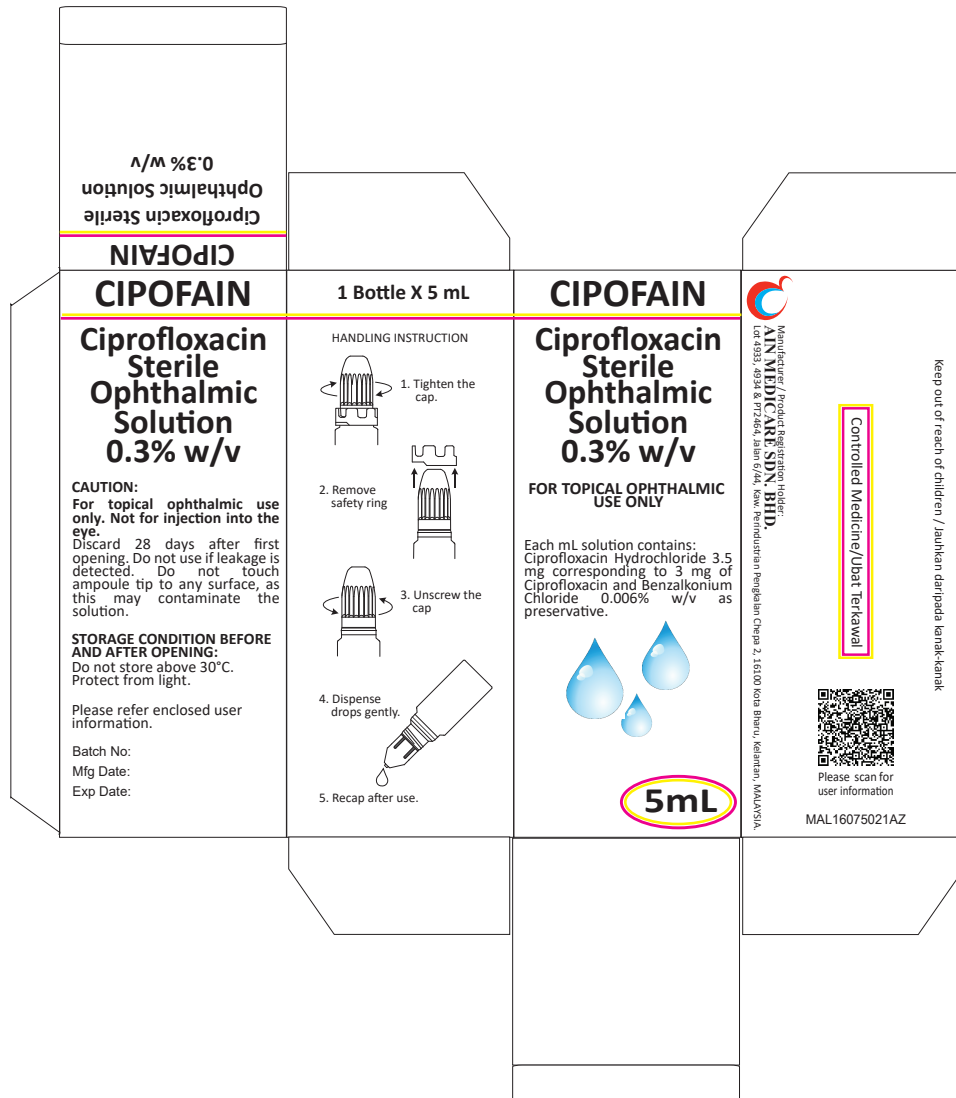 CIPOFAIN
Ciprofloxacin Sterile
Ophthalmic Solution
0.3% w/v
CIPOFAIN
Ciprofloxacin
Sterile
Ophthalmic
Solution
0.3% w/v
CAUTION:
For topical ophthalmic use
only. Not for injection into the
eye.
Discard 28 days after first
opening. Do not use if leakage is
detected. Do not touch
ampoule tip to any surface, as
this may contaminate the
solution.
STORAGE CONDITION BEFORE
AND AFTER OPENING:
Do not store above 30°C.
Protect from light.
Please refer enclosed user
information.
Batch No:
Mfg Date:
Exp Date:
1 Bottle X 5 mL
HANDLING INSTRUCTION
1. Tighten the
cap.
2. Remove
safety ring
3. Unscrew the
cap
4. Dispense
drops gently.
5. Recap after use.
CIPOFAIN
Ciprofloxacin
Sterile
Ophthalmic
Solution
0.3% w/v
FOR TOPICAL OPHTHALMIC
USE ONLY
Each mL solution contains:
Ciprofloxacin Hydrochloride 3.5
mg corresponding to 3 mg of
Ciprofloxacin and Benzalkonium
Chloride 0.006% w/v as
preservative.
5mL
Keep out of reach of children / Jauhkan daripada kanak-kanak
Controlled Medicine/Ubat Terkawal
Manufacturer / Product Registration Holder:
AIN MEDICARE SDN. BHD.
Lot 4933, 4934 & PT2464, Jalan 6/44, Kaw. Perindustrian Pengkalan Chepa 2, 16100 Kota Bharu, Kelantan, MALAYSIA.
Please scan for
user information
MAL16075021AZ